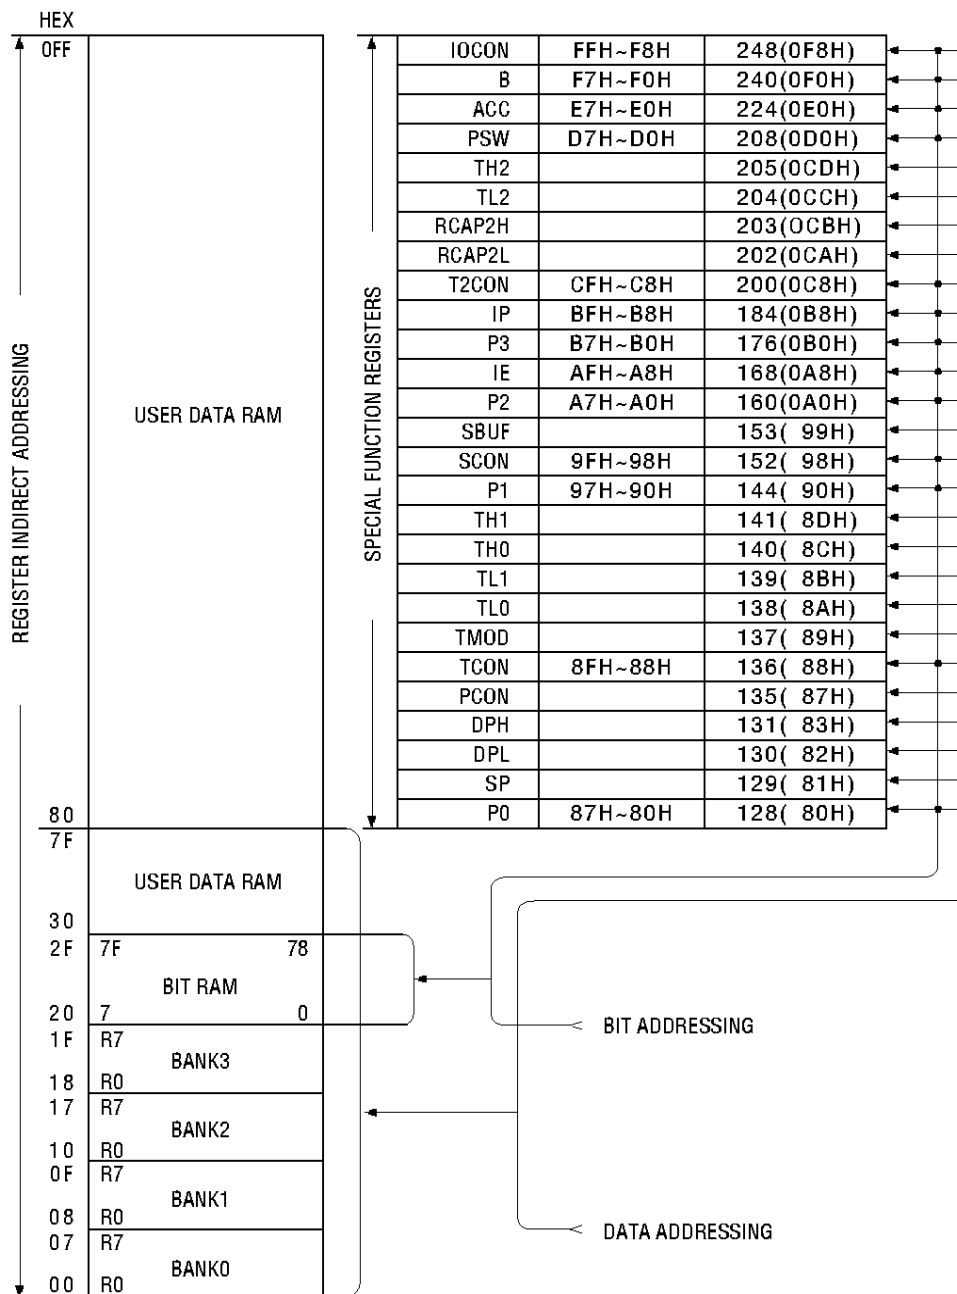 HEX
0FF
REGISTER INDIRECT ADDRESSING
USER DATA RAM
80
7F
USER DATA RAM
30
2F 7F 78
BIT RAM
20 7 0
1F R7
BANK3
18 R0
17 R7
BANK2
10 R0
0F R7
BANK1
08 R0
07 R7
BANK0
00 R0
SPECIAL FUNCTION REGISTERS
IOCON FFH~F8H 248(0F8H)
B F7H~F0H 240(0F0H)
ACC E7H~E0H 224(0E0H)
PSW D7H~D0H 208(0D0H)
TH2 205(0CDH)
TL2 204(0CCH)
RCAP2H 203(0CBH)
RCAP2L 202(0CAH)
T2CON CFH~C8H 200(0C8H)
IP BFH~B8H 184(0B8H)
P3 B7H~B0H 176(0B0H)
IE AFH~A8H 168(0A8H)
P2 A7H~A0H 160(0A0H)
SBUF 153( 99H)
SCON 9FH~98H 152( 98H)
P1 97H~90H 144( 90H)
TH1 141( 8DH)
TH0 140( 8CH)
TL1 139( 8BH)
TL0 138( 8AH)
TMOD 137( 89H)
TCON 8FH~88H 136( 88H)
PCON 135( 87H)
DPH 131( 83H)
DPL 130( 82H)
SP 129( 81H)
P0 87H~80H 128( 80H)
BIT ADDRESSING
DATA ADDRESSING